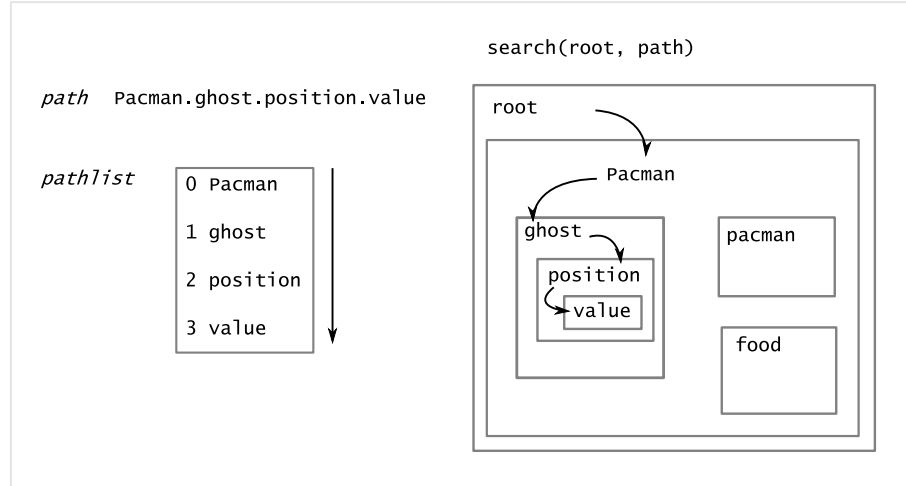 path Pacman.ghost.position.value
pathlist
0 Pacman
1 ghost
2 position
3 value
search(root, path)
root
Pacman
ghost
position
value
pacman
food